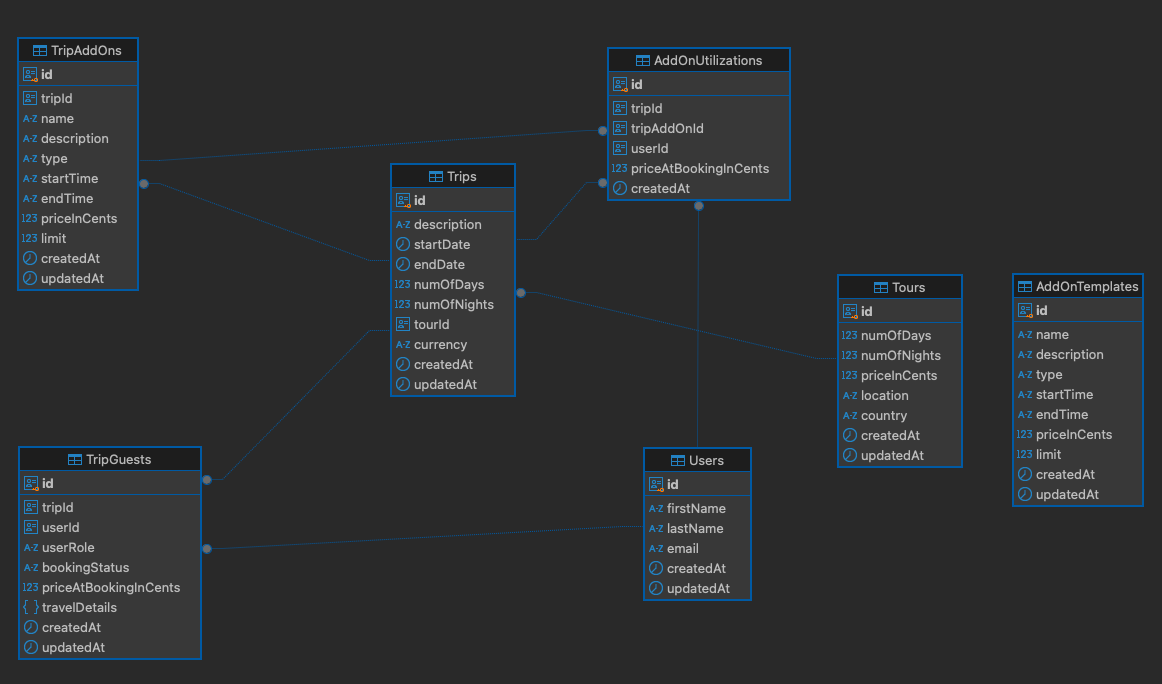 TripAddOns
id
tripId
A-Z name
A-Z description
A-Z type
A-Z startTime
A-Z endTime
123 priceInCents
123 limit
createdAt
updatedAt
AddOnUtilizations
id
tripId
tripAddOnId
userId
123 priceAtBookingInCents
createdAt
Trips
id
A-Z description
startDate
endDate
123 numOfDays
123 numOfNights
tourId
A-Z currency
createdAt
updatedAt
Tours
id
123 numOfDays
123 numOfNights
123 priceInCents
A-Z location
A-Z country
createdAt
updatedAt
AddOnTemplates
id
A-Z name
A-Z description
A-Z type
A-Z startTime
A-Z endTime
123 priceInCents
123 limit
createdAt
updatedAt
TripGuests
id
tripId
userId
A-Z userRole
A-Z bookingStatus
123 priceAtBookingInCents
{ } travelDetails
createdAt
updatedAt
Users
id
A-Z firstName
A-Z lastName
A-Z email
createdAt
updatedAt